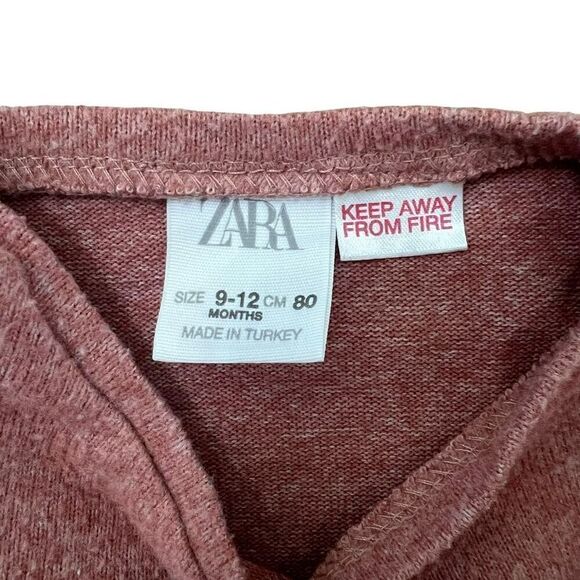 ZARA
KEEP AWAY
FROM FIRE
SIZE 9-12 CM 80
MONTHS
MADE IN TURKEY